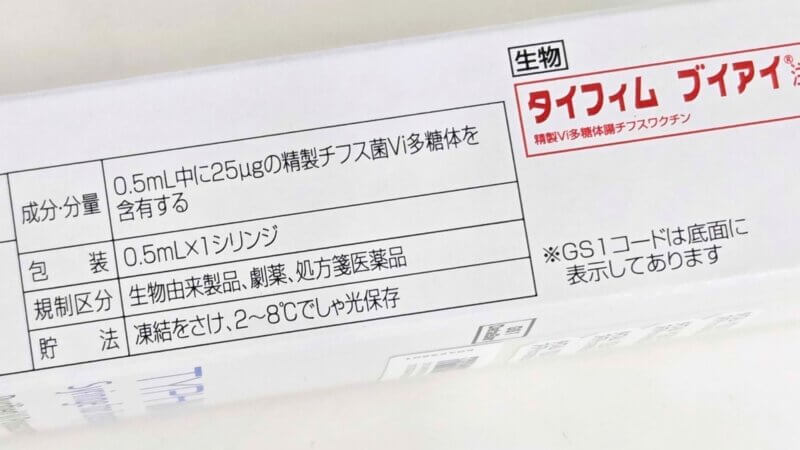 生物
タイフィム ブイアイ®
精製Vi多糖体腸チフスワクチン
成分・分量 0.5mL中に25μgの精製チフス菌Vi多糖体を
含有する
包装 0.5mL×1シリンジ
規制区分 生物由来製品、劇薬、処方箋医薬品
貯法 凍結をさけ、2〜8℃でしゃ光保存
※GS1コードは底面に
表示してあります